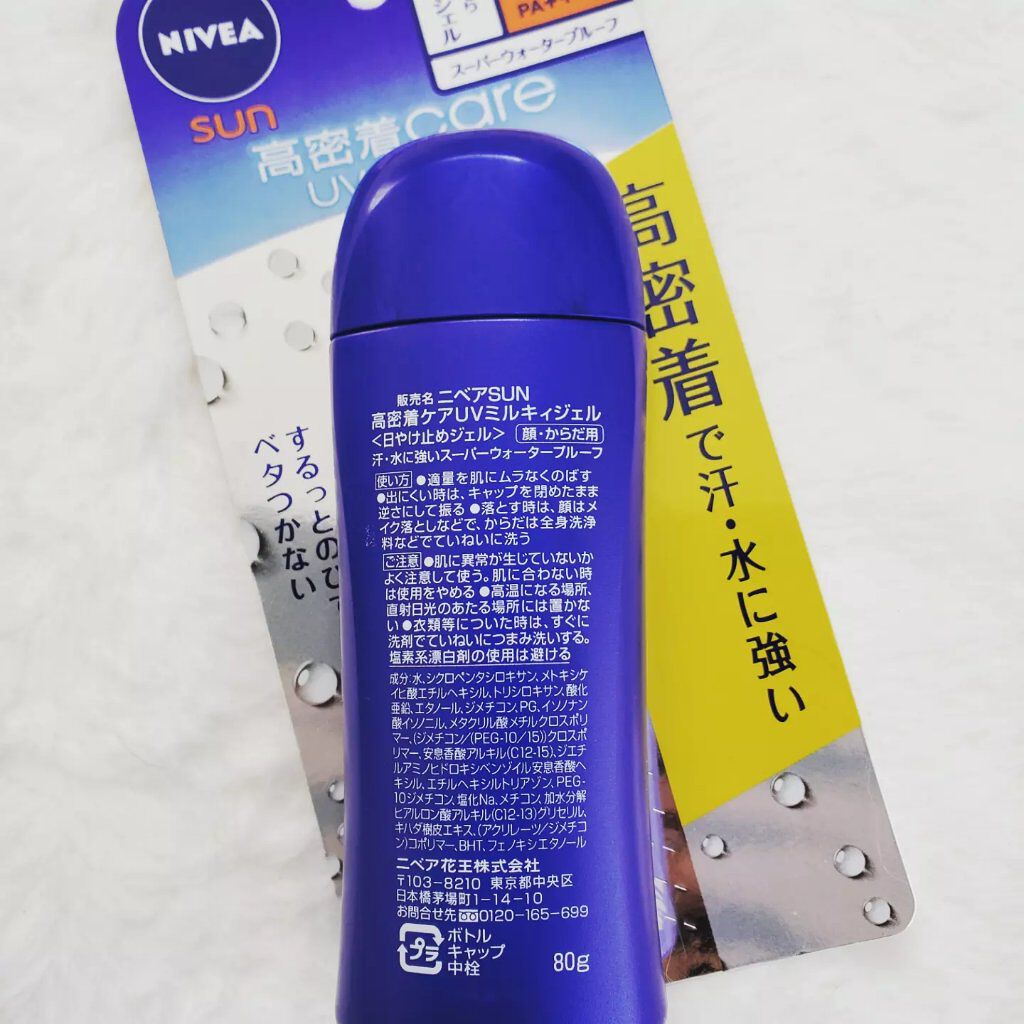 NIVEA
sun
高密着care
UV
ジェル
PA++
スーパーウォータープルーフ
高密着で汗・水に強い
するっとのび
ベタつかない
販売名 ニベアSUN
高密着ケアUVミルキィジェル
<日やけ止めジェル> 顔・からだ用
汗・水に強いスーパーウォータープルーフ
使い方 ●適量を肌にムラなくのばす
●出にくい時は、キャップを閉めたまま
逆さにして振る ●落とす時は、顔はメ
イク落としなどで、からだは全身洗浄
料などでていねいに洗う
ご注意 ●肌に異常が生じていないか
よく注意して使う。肌に合わない時
は使用をやめる ●高温になる場所、
直射日光のあたる場所には置かな
い ●衣類等についた時は、すぐに
洗剤でていねいにつまみ洗いする。
塩素系漂白剤の使用は避ける
成分:水、シクロペンタシロキサン、メトキシケ
イヒ酸エチルヘキシル、トリシロキサン、酸化
亜鉛、エタノール、ジメチコン、PG、イソノナン
酸イソノニル、メタクリル酸メチルクロスポリ
マー、(ジメチコン/(PEG-10/15))クロスポ
リマー、安息香酸アルキル(C12-15)、ジエチ
ルアミノヒドロキシベンゾイル安息香酸ヘ
キシル、エチルヘキシルトリアゾン、PEG-
10ジメチコン、塩化Na、メチコン、加水分解
ヒアルロン酸アルキル(C12-13)グリセリル、
キハダ樹皮エキス、(アクリレーツ/ジメチコ
ン)コポリマー、BHT、フェノキシエタノール
ニベア花王株式会社
〒103-8210 東京都中央区
日本橋茅場町1-14-10
お問合せ先 0120-165-699
プラ
ボトル
キャップ
中栓
80g